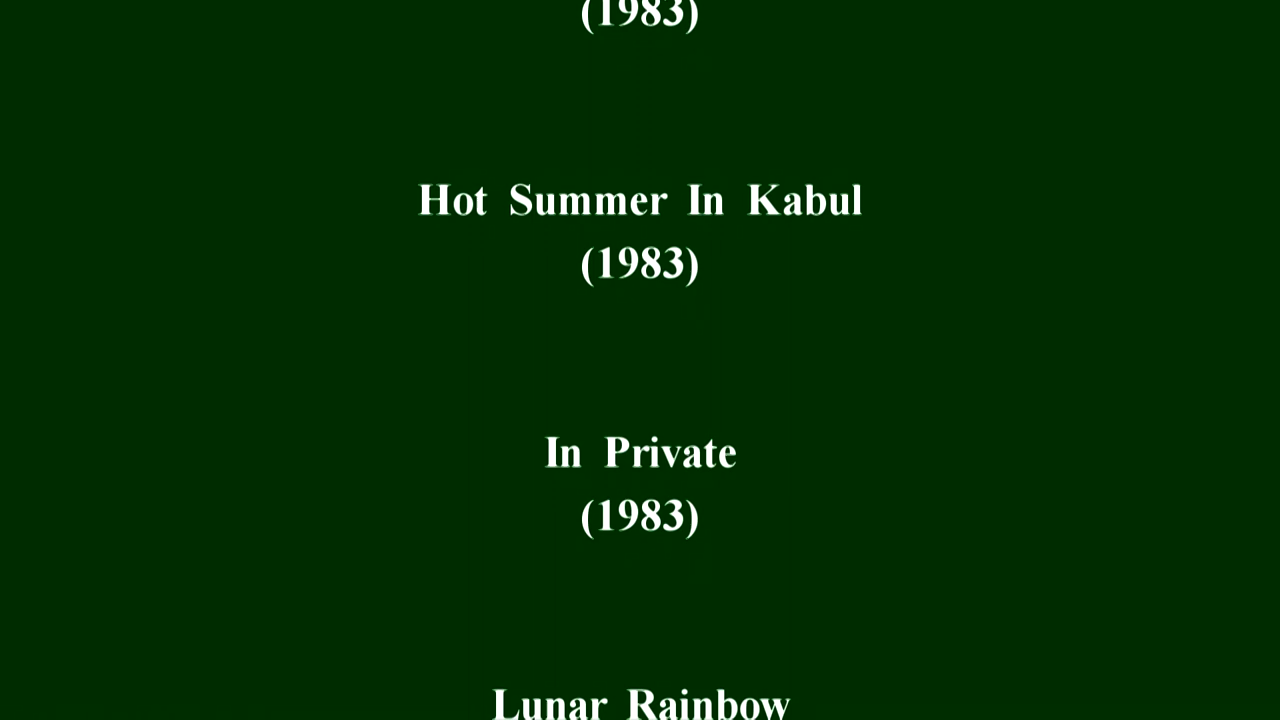 (1983)
Hot Summer In Kabul
(1983)
In Private
(1983)
Lunar Rainbow